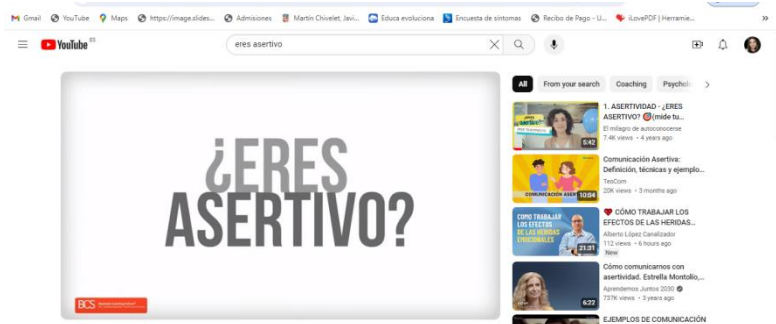 Gmail YouTube Maps https://image.slides... Admisiones Martín Chivelet, Javi... Educa evoluciona Encuesta de síntomas Recibo de Pago - U... iLovePDF | Herramie... »
YouTube ES eres asertivo
All From your search Coaching Psycholo
¿ERES
ASERTIVO?
BCS
1. ASERTIVIDAD - ¿ERES
ASERTIVO? 🎯(mide tu...
El milagro de autoconocerse
7.4K views • 4 years ago
5:42
Comunicación Asertiva:
Definición, técnicas y ejemplo...
TeoCom
20K views • 3 months ago
COMUNICACIÓN ASER 10:04
❤️ CÓMO TRABAJAR LOS
EFECTOS DE LAS HERIDAS...
Alberto López Canalizador
112 views • 6 hours ago
New
COMO TRABAJAR
LOS EFECTOS
DE LAS HERIDAS
EMOCIONALES
21:31
Cómo comunicarnos con
asertividad. Estrella Montolío,...
Aprendemos Juntos 2030
737K views • 3 years ago
6:22
EJEMPLOS DE COMUNICACIÓN